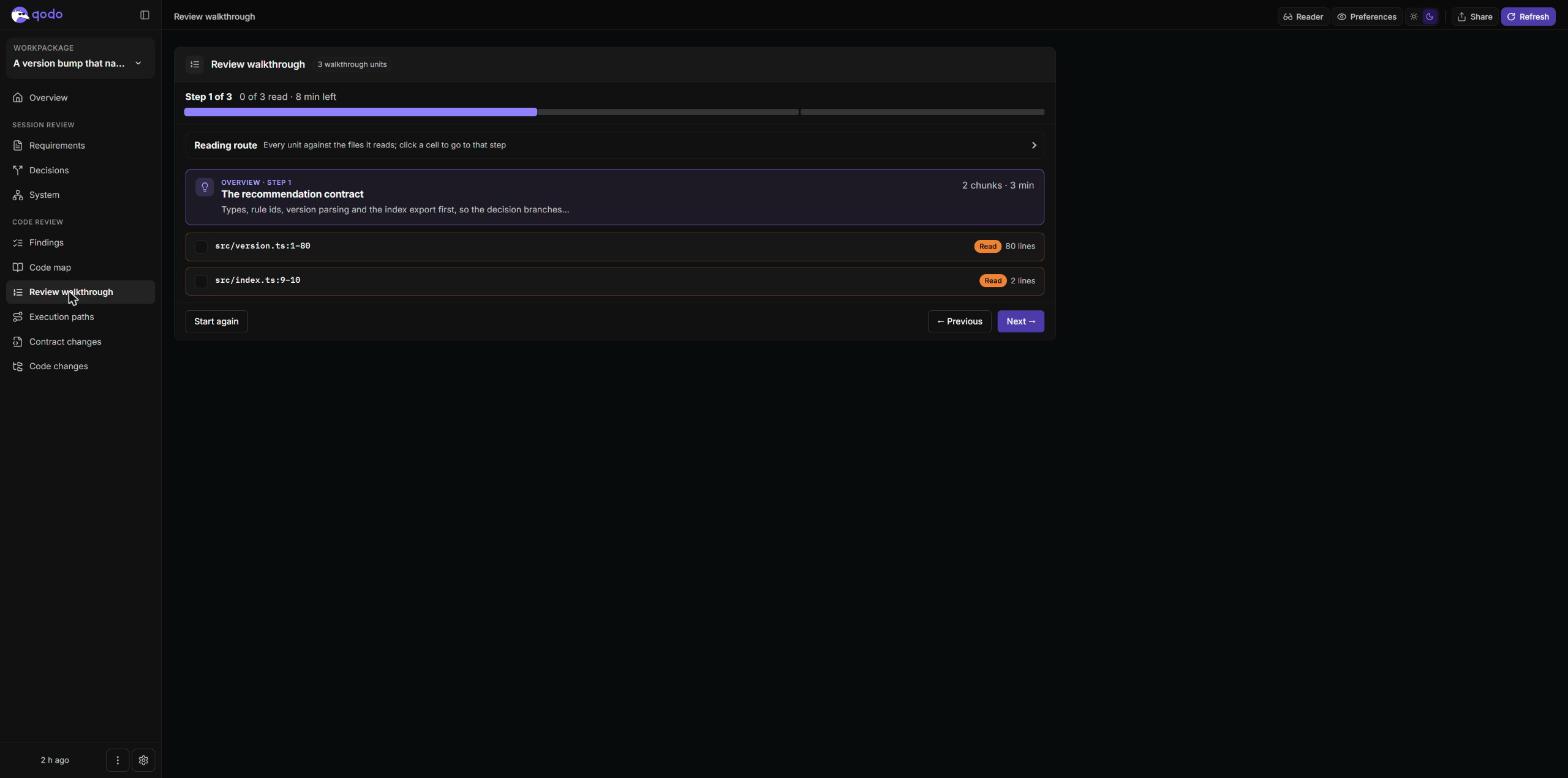 qodo
Review walkthrough
Reader
Preferences
Share
Refresh
WORKPACKAGE
A version bump that na...
Overview
SESSION REVIEW
Requirements
Decisions
System
CODE REVIEW
Findings
Code map
Review walkthrough
Execution paths
Contract changes
Code changes
2 h ago
Review walkthrough 3 walkthrough units
Step 1 of 3 0 of 3 read · 8 min left
Reading route Every unit against the files it reads; click a cell to go to that step
OVERVIEW · STEP 1
The recommendation contract
2 chunks · 3 min
Types, rule ids, version parsing and the index export first, so the decision branches...
src/version.ts:1–80 Read 80 lines
src/index.ts:9–10 Read 2 lines
Start again ← Previous Next →